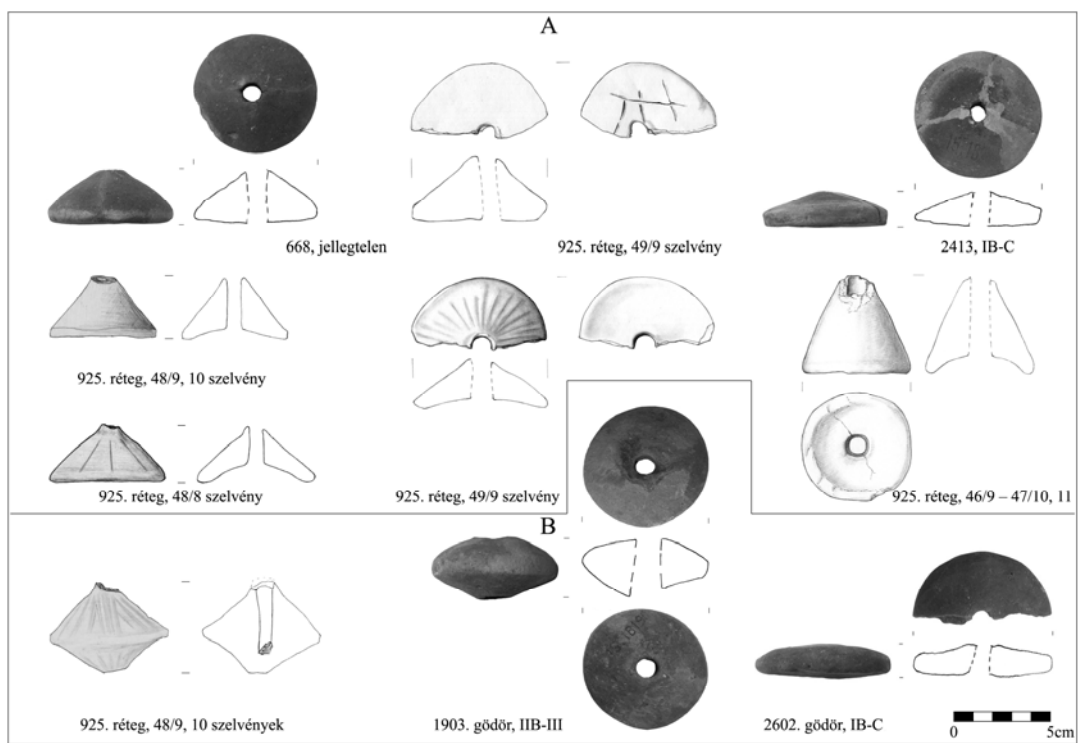 A
668, jellegtelen
925. réteg, 49/9 szelvény
2413, IB-C
925. réteg, 48/9, 10 szelvény
925. réteg, 48/8 szelvény
925. réteg, 49/9 szelvény
925. réteg, 46/9 – 47/10, 11
B
925. réteg, 48/9, 10 szelvények
1903. gödör, IIB-III
2602. gödör, IB-C
5cm
0